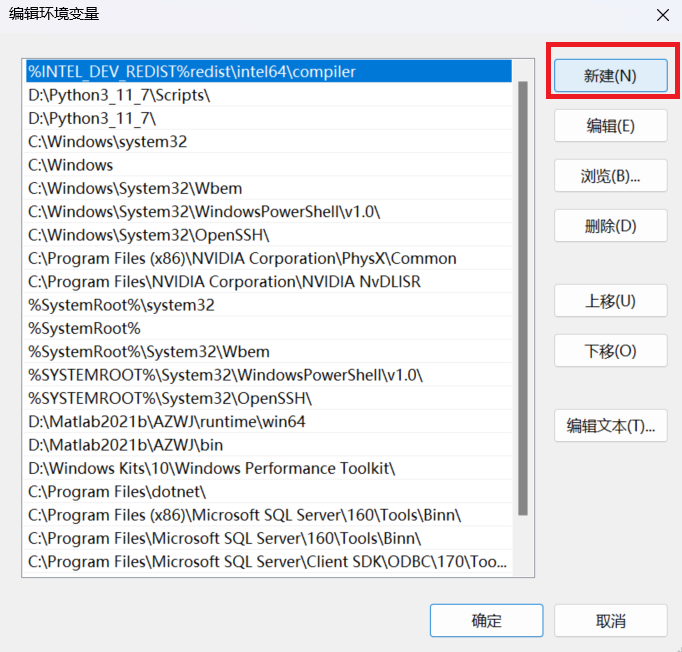 编辑环境变量
%INTEL_DEV_REDIST%redist\intel64\compiler
D:\Python3_11_7\Scripts\
D:\Python3_11_7\
C:\Windows\system32
C:\Windows
C:\Windows\System32\Wbem
C:\Windows\System32\WindowsPowerShell\v1.0\
C:\Windows\System32\OpenSSH\
C:\Program Files (x86)\NVIDIA Corporation\PhysX\Common
C:\Program Files\NVIDIA Corporation\NVIDIA NvDLISR
%SystemRoot%\system32
%SystemRoot%
%SystemRoot%\System32\Wbem
%SYSTEMROOT%\System32\WindowsPowerShell\v1.0\
%SYSTEMROOT%\System32\OpenSSH\
D:\Matlab2021b\AZWJ\runtime\win64
D:\Matlab2021b\AZWJ\bin
D:\Windows Kits\10\Windows Performance Toolkit\
C:\Program Files\dotnet\
C:\Program Files (x86)\Microsoft SQL Server\160\Tools\Binn\
C:\Program Files\Microsoft SQL Server\160\Tools\Binn\
C:\Program Files\Microsoft SQL Server\Client SDK\ODBC\170\Too...
新建(N)
编辑(E)
浏览(B)...
删除(D)
上移(U)
下移(O)
编辑文本(T)...
确定
取消